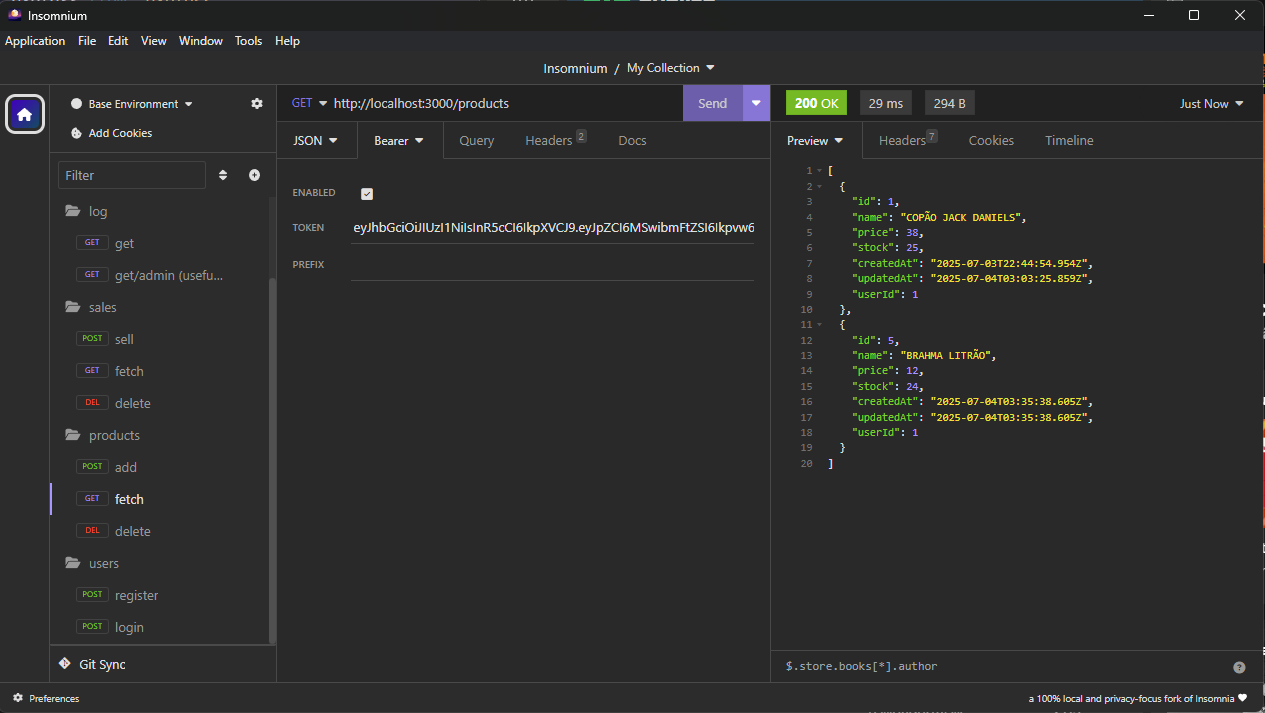 Insomnium
Application File Edit View Window Tools Help
Insomnium / My Collection
Base Environment
Add Cookies
Filter
log
GET get
GET get/admin (usefu...
sales
POST sell
GET fetch
DEL delete
products
POST add
GET fetch
DEL delete
users
POST register
POST login
Git Sync
GET http://localhost:3000/products Send
JSON Bearer Query Headers 2 Docs
ENABLED
TOKEN eyJhbGciOiJIUzI1NiIsInR5cCI6IkpXVCJ9.eyJpZCI6MSwibmFtZSI6Ikpvw6
PREFIX
200 OK 29 ms 294 B Just Now
Preview Headers 7 Cookies Timeline
1 [
2 {
3 "id": 1,
4 "name": "COPÃO JACK DANIELS",
5 "price": 38,
6 "stock": 25,
7 "createdAt": "2025-07-03T22:44:54.954Z",
8 "updatedAt": "2025-07-04T03:03:25.859Z",
9 "userId": 1
10 },
11 {
12 "id": 5,
13 "name": "BRAHMA LITRÃO",
14 "price": 12,
15 "stock": 24,
16 "createdAt": "2025-07-04T03:35:38.605Z",
17 "updatedAt": "2025-07-04T03:35:38.605Z",
18 "userId": 1
19 }
20 ]
$.store.books[*].author
Preferences
a 100% local and privacy-focus fork of Insomnia